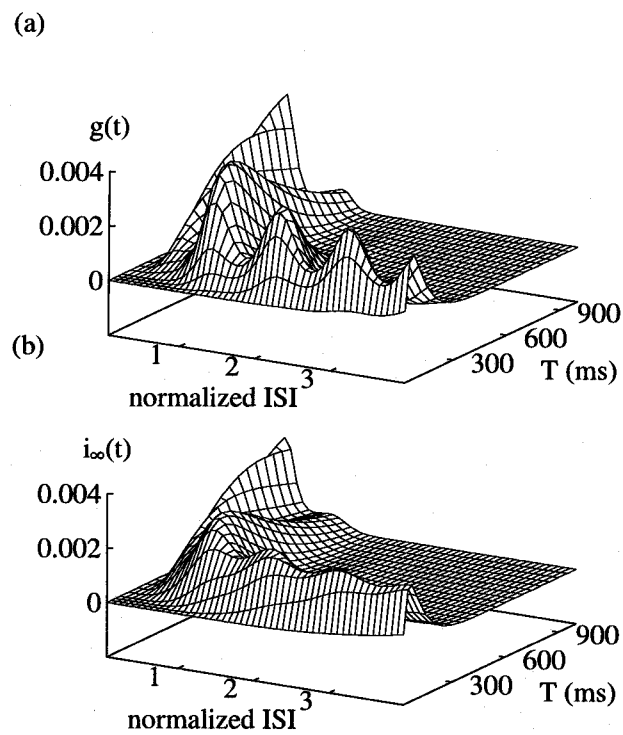 (a)
g(t)
0.004
0.002
0
1
2
3
normalized ISI
300
600
900
T (ms)
(b)
i∞(t)
0.004
0.002
0
1
2
3
normalized ISI
300
600
900
T (ms)